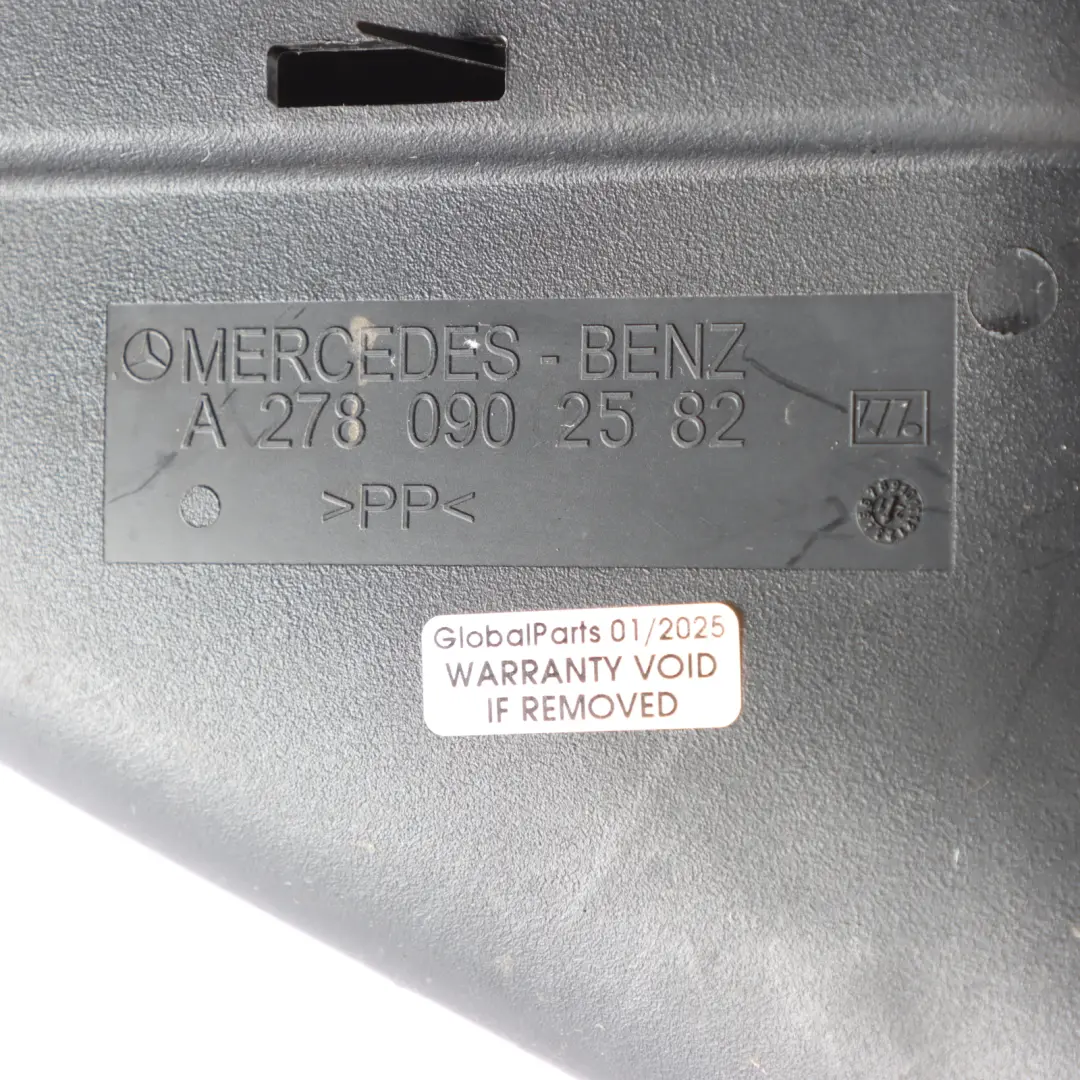 MERCEDES - BENZ
A 278 090 25 82
>PP<
GlobalParts 01/2025
WARRANTY VOID
IF REMOVED